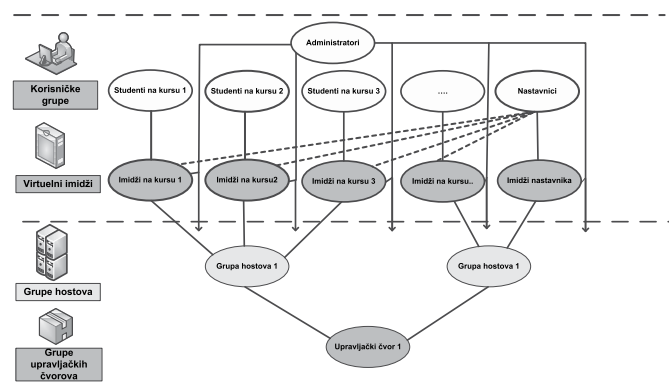 Administratori
Korisničke
grupe
Studenti na kursu 1
Studenti na kursu 2
Studenti na kursu 3
....
Nastavnici
Virtuelni imidži
Imidži na kursu 1
Imidži na kursu2
Imidži na kursu 3
Imidži na kursu..
Imidži nastavnika
Grupa hostova 1
Grupa hostova 1
Grupe hostova
Upravljački čvor 1
Grupe
upravljačkih
čvorova